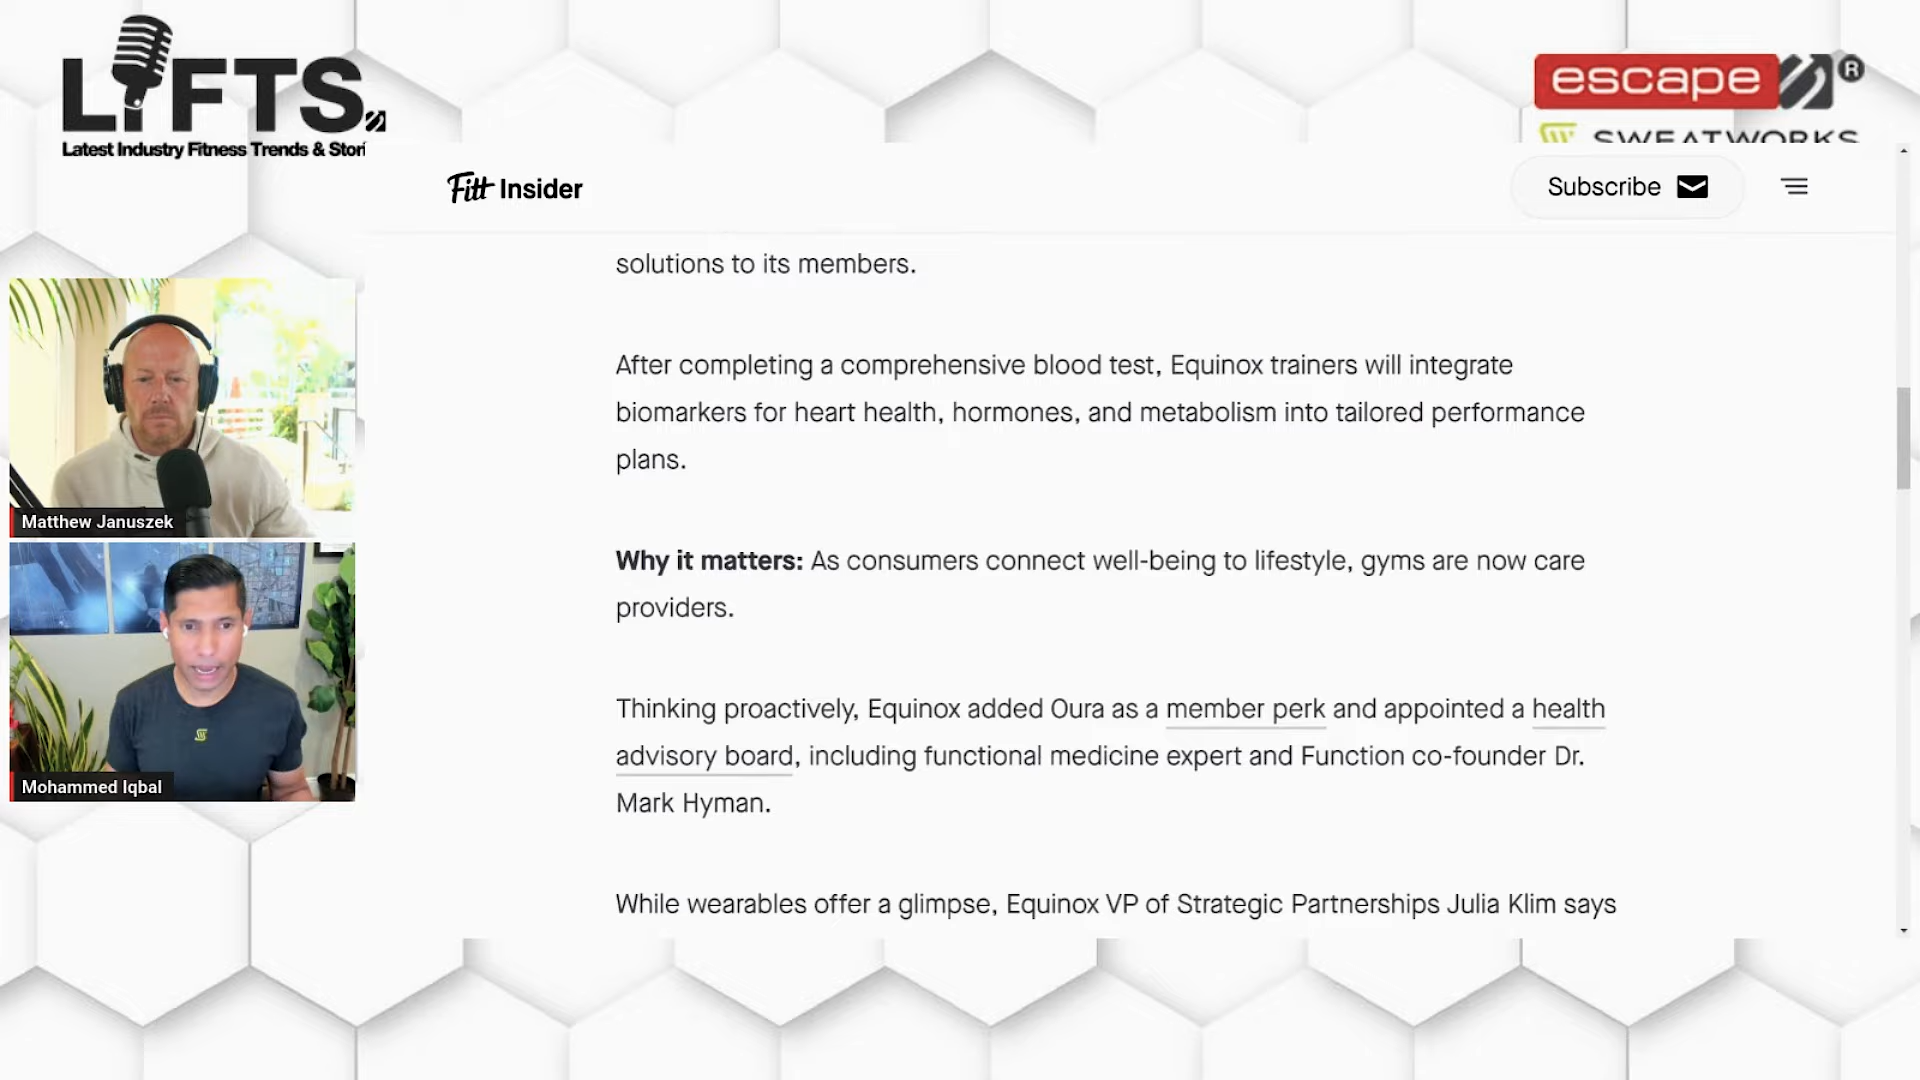 LIFTS
Latest Industry Fitness Trends & Stori
escape ®
SWEATWORKS
Fitt Insider
Subscribe
solutions to its members.
After completing a comprehensive blood test, Equinox trainers will integrate
biomarkers for heart health, hormones, and metabolism into tailored performance
plans.
Why it matters: As consumers connect well-being to lifestyle, gyms are now care
providers.
Thinking proactively, Equinox added Oura as a member perk and appointed a health
advisory board, including functional medicine expert and Function co-founder Dr.
Mark Hyman.
While wearables offer a glimpse, Equinox VP of Strategic Partnerships Julia Klim says
Matthew Januszek
Mohammed Iqbal